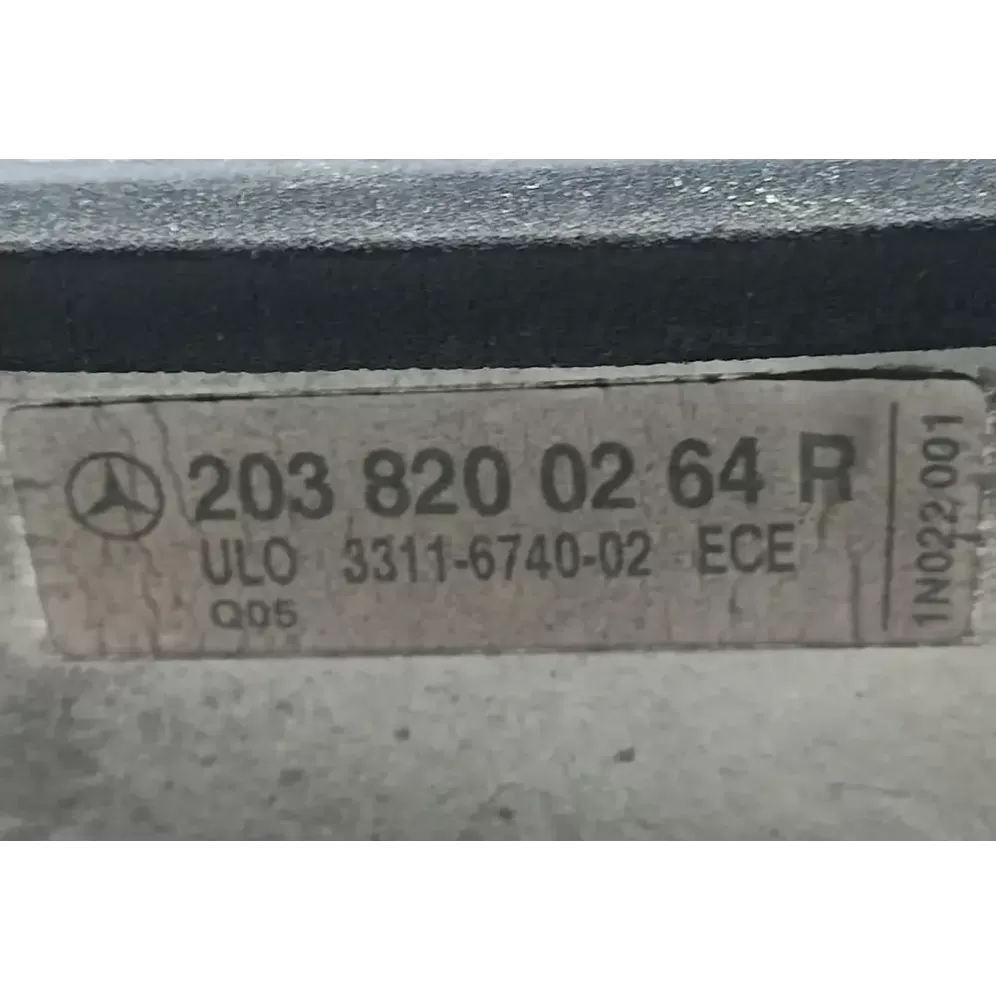 203 820 02 64 R
ULO 3311-6740-02 ECE
Q05
1N022/001